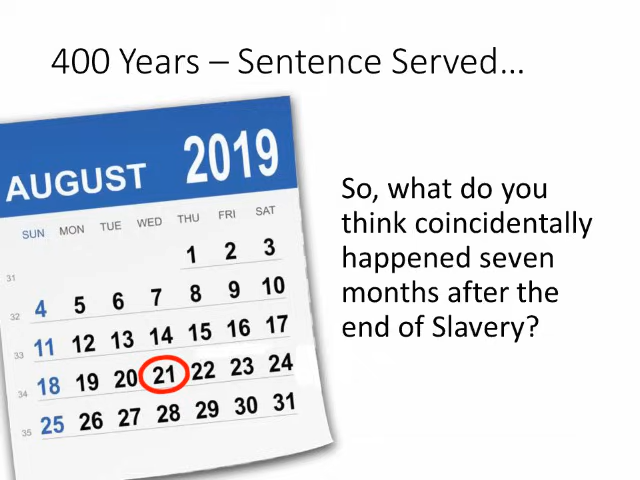 400 Years – Sentence Served...
AUGUST 2019
SUN MON TUE WED THU FRI SAT
31 1 2 3
32 4 5 6 7 8 9 10
33 11 12 13 14 15 16 17
34 18 19 20 21 22 23 24
35 25 26 27 28 29 30 31
So, what do you
think coincidentally
happened seven
months after the
end of Slavery?